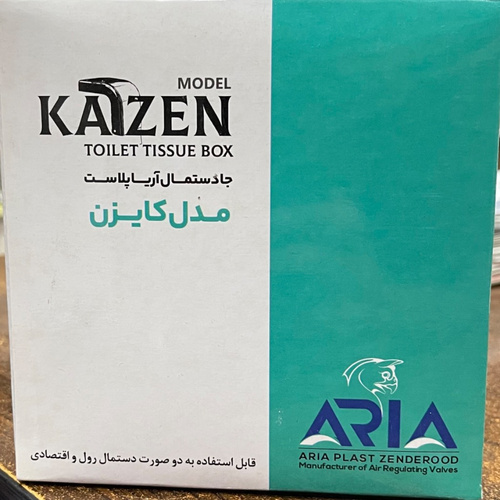 MODEL
KAIZEN
TOILET TISSUE BOX
جادستمال آریا پلاست
مدل کایزن
قابل استفاده به دو صورت دستمال رول و اقتصادی
ARIA
ARIA PLAST ZENDEROOD
Manufacturer of Air Regulating Valves